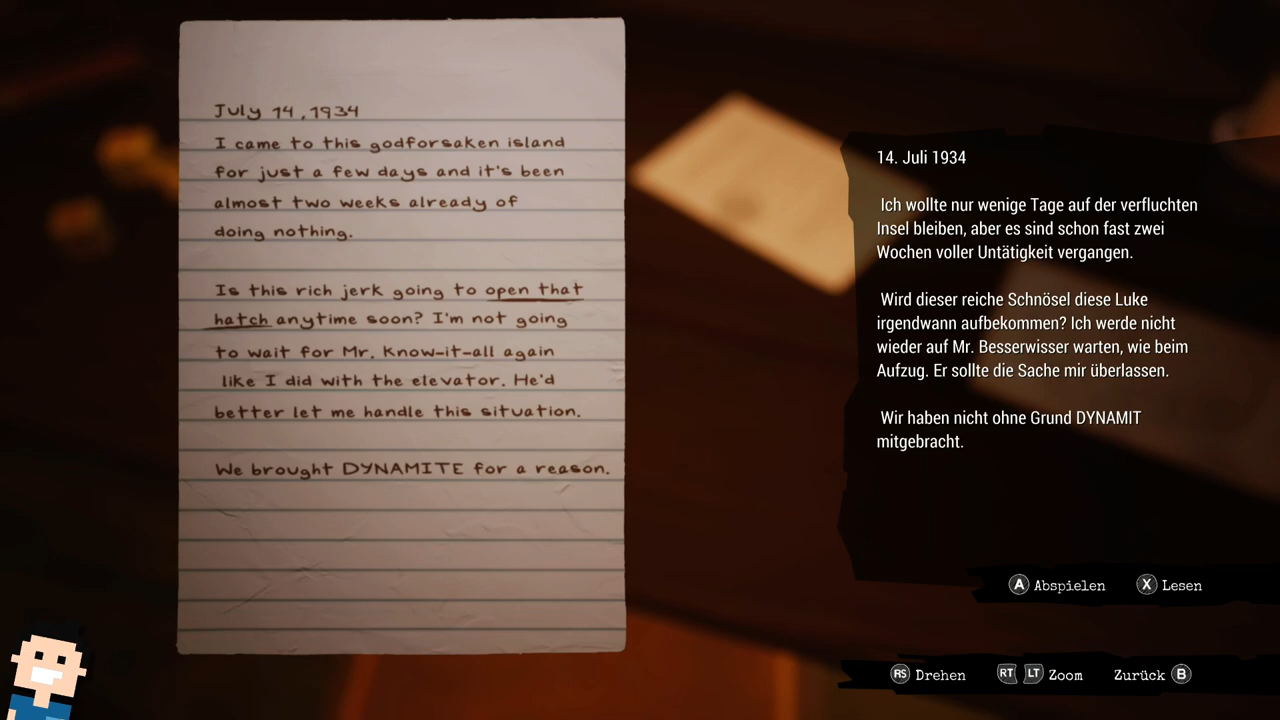 July 14, 1934
I came to this godforsaken island
for just a few days and it's been
almost two weeks already of
doing nothing.
Is this rich jerk going to open that
hatch anytime soon? I'm not going
to wait for Mr. Know-it-all again
like I did with the elevator. He'd
better let me handle this situation.
We brought DYNAMITE for a reason.
14. Juli 1934
Ich wollte nur wenige Tage auf der verfluchten
Insel bleiben, aber es sind schon fast zwei
Wochen voller Untätigkeit vergangen.
Wird dieser reiche Schnösel diese Luke
irgendwann aufbekommen? Ich werde nicht
wieder auf Mr. Besserwisser warten, wie beim
Aufzug. Er sollte die Sache mir überlassen.
Wir haben nicht ohne Grund DYNAMIT
mitgebracht.
A Abspielen X Lesen
RS Drehen RT LT Zoom Zurück B